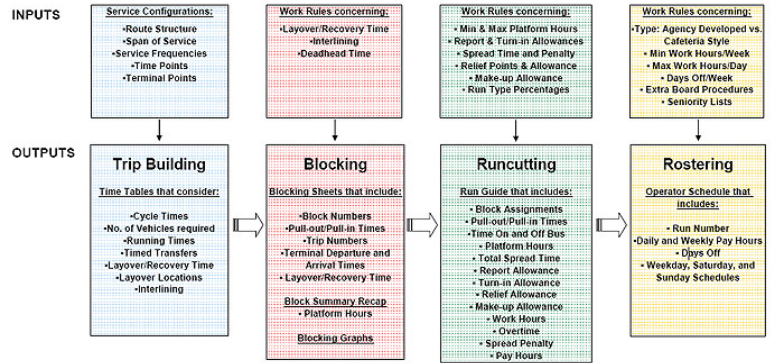 INPUTS
Service Configurations:
•Route Structure
•Span of Service
•Service Frequencies
•Time Points
•Terminal Points
Work Rules concerning:
•Layover/Recovery Time
•Interlining
•Deadhead Time
Work Rules concerning:
• Min & Max Platform Hours
• Report & Turn-in Allowances
• Spread Time and Penalty
• Relief Points & Allowance
• Make-up Allowance
• Run Type Percentages
Work Rules concerning:
•Type: Agency Developed vs.
Cafeteria Style
• Min Work Hours/Week
• Max Work Hours/Day
• Days Off/Week
• Extra Board Procedures
• Seniority Lists
OUTPUTS
Trip Building
Time Tables that consider:
•Cycle Times
•No. of Vehicles required
•Running Times
•Timed Transfers
•Layover/Recovery Time
•Layover Locations
•Interlining
Blocking
Blocking Sheets that include:
• Block Numbers
• Pull-out/Pull-in Times
• Trip Numbers
• Terminal Departure and
Arrival Times
• Layover/Recovery Time
Block Summary Recap
• Platform Hours
Blocking Graphs
Runcutting
Run Guide that includes:
• Block Assignments
•Pull-out/Pull-in Times
•Time On and Off Bus
• Platform Hours
• Total Spread Time
• Report Allowance
• Turn-in Allowance
• Relief Allowance
• Make-up Allowance
• Work Hours
• Overtime
• Spread Penalty
• Pay Hours
Rostering
Operator Schedule that
includes:
• Run Number
•Daily and Weekly Pay Hours
• Days Off
• Weekday, Saturday, and
Sunday Schedules